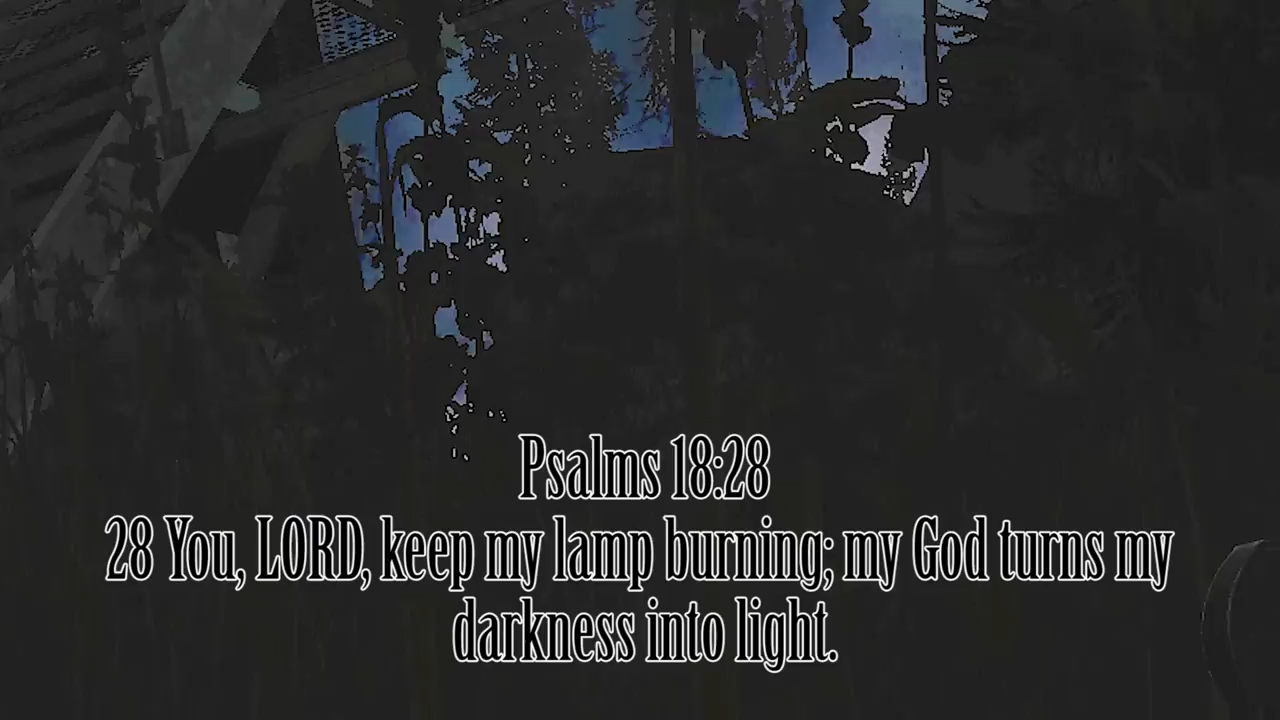 Psalms 18:28
28 You, LORD, keep my lamp burning; my God turns my
darkness into light.